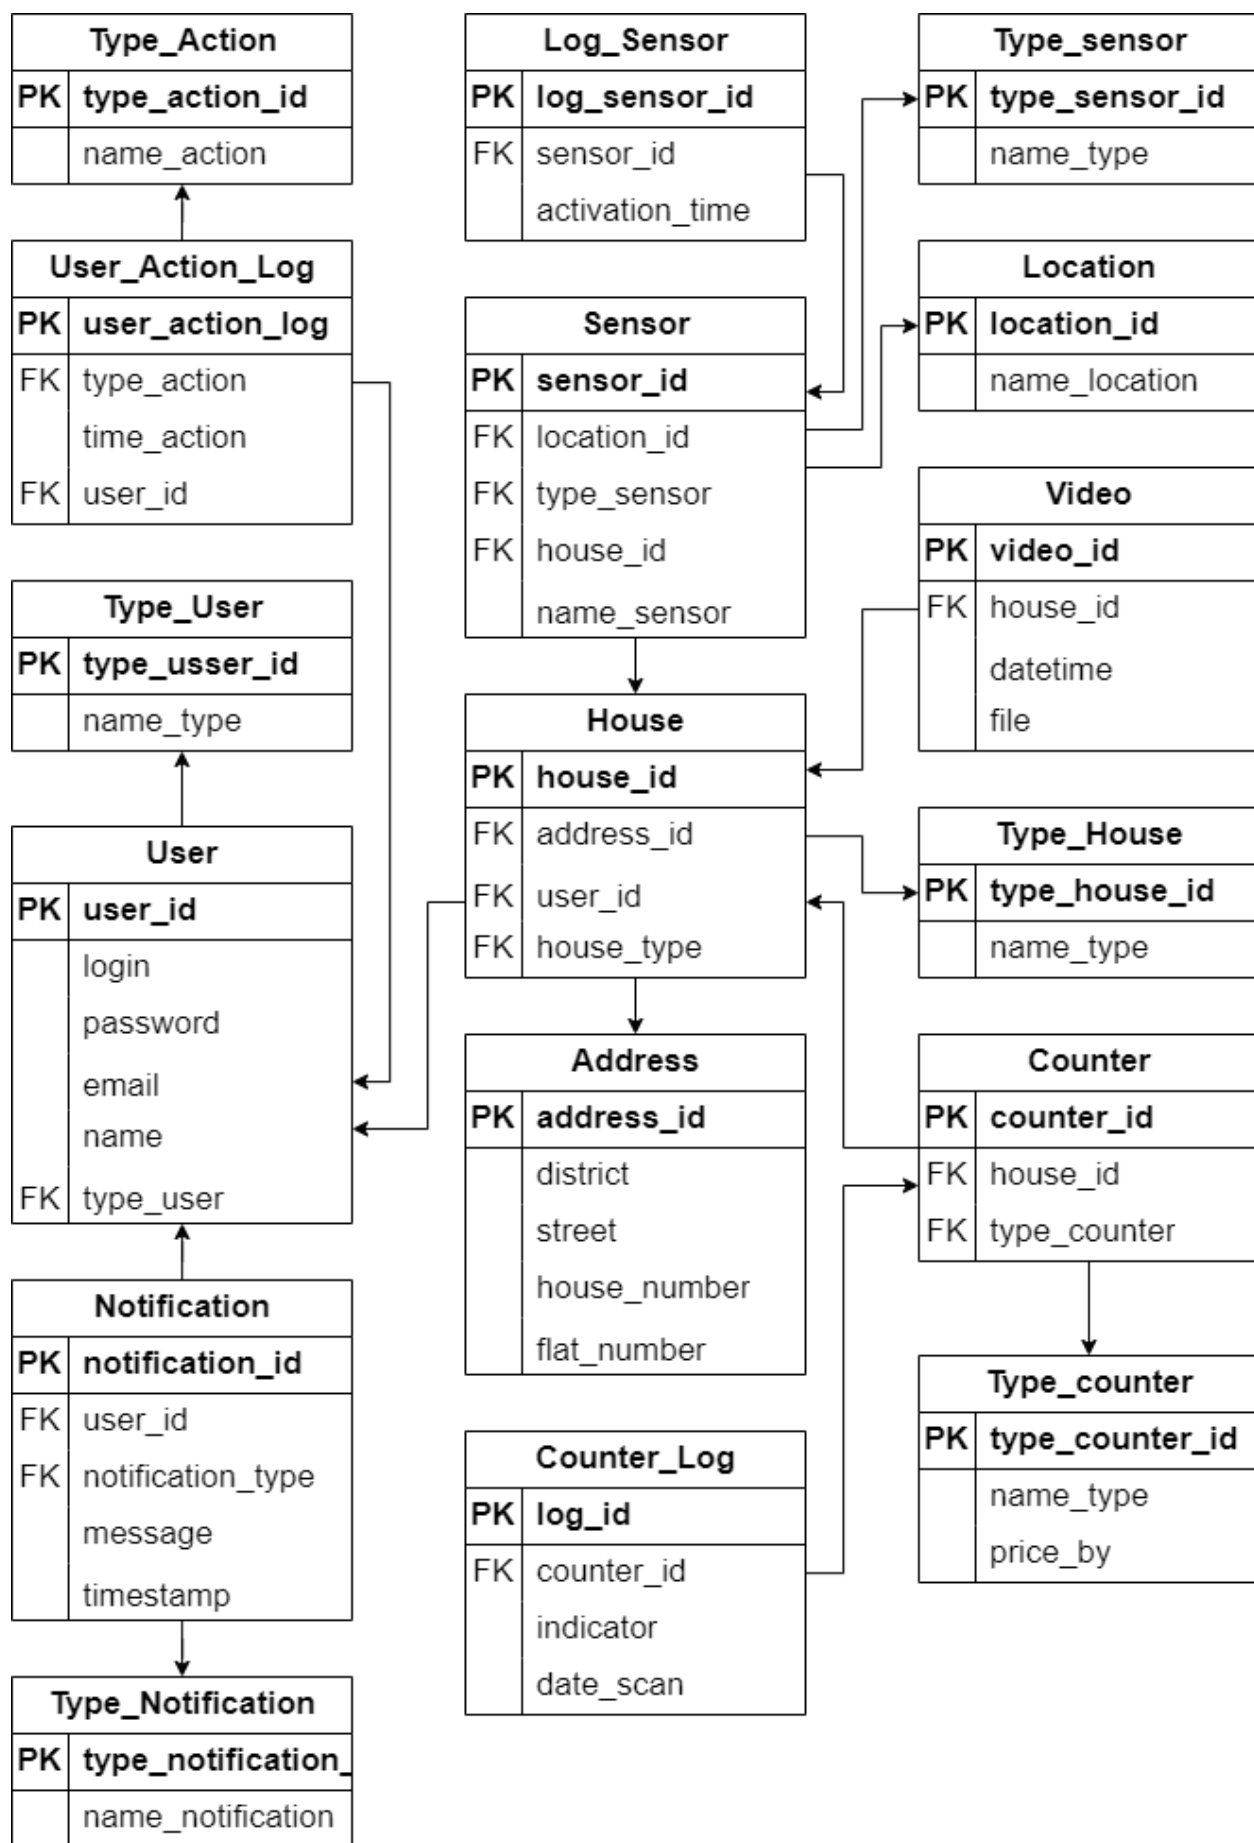 Type_Action
PK type_action_id
name_action
User_Action_Log
PK user_action_log
FK type_action
time_action
FK user_id
Type_User
PK type_usser_id
name_type
User
PK user_id
login
password
email
name
FK type_user
Notification
PK notification_id
FK user_id
FK notification_type
message
timestamp
Type_Notification
PK type_notification_
name_notification
Log_Sensor
PK log_sensor_id
FK sensor_id
activation_time
Sensor
PK sensor_id
FK location_id
FK type_sensor
FK house_id
name_sensor
House
PK house_id
FK address_id
FK user_id
FK house_type
Address
PK address_id
district
street
house_number
flat_number
Counter_Log
PK log_id
FK counter_id
indicator
date_scan
Type_sensor
PK type_sensor_id
name_type
Location
PK location_id
name_location
Video
PK video_id
FK house_id
datetime
file
Type_House
PK type_house_id
name_type
Counter
PK counter_id
FK house_id
FK type_counter
Type_counter
PK type_counter_id
name_type
price_by